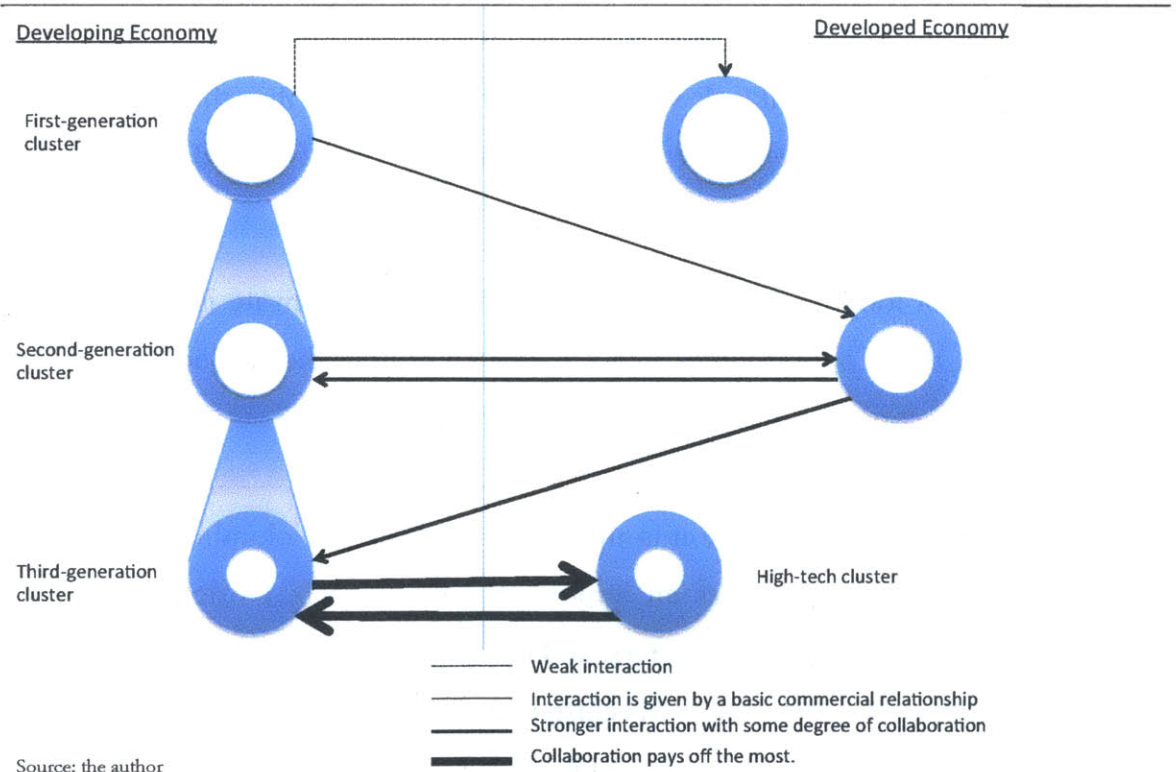 Developing Economy
Developed Economy
First-generation
cluster
Second-generation
cluster
Third-generation
cluster
High-tech cluster
Weak interaction
Interaction is given by a basic commercial relationship
Stronger interaction with some degree of collaboration
Collaboration pays off the most.
Source: the author